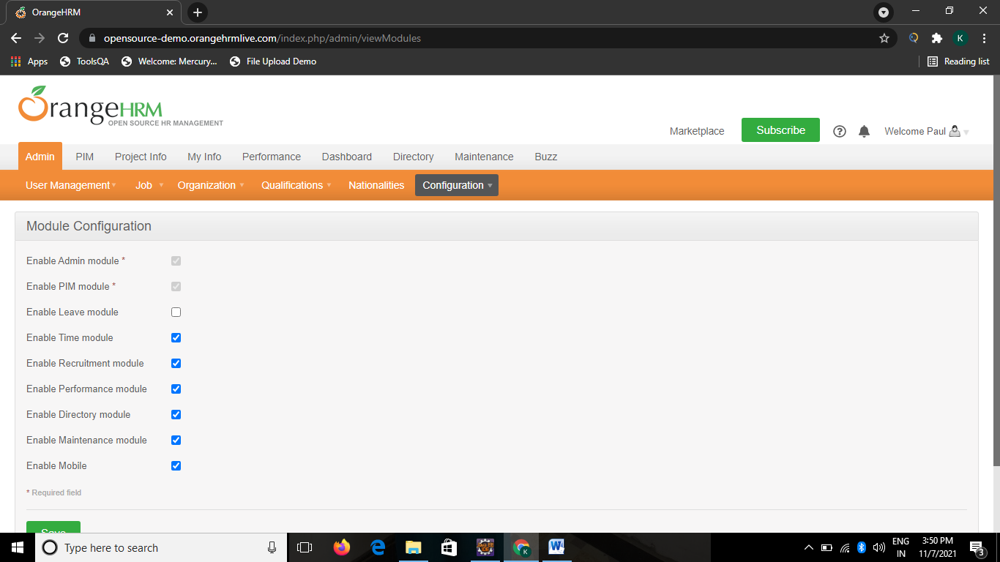 OrangeHRM
opensource-demo.orangehrmlive.com/index.php/admin/viewModules
K
Apps ToolsQA Welcome: Mercury... File Upload Demo Reading list
OrangeHRM
OPEN SOURCE HR MANAGEMENT
Marketplace Subscribe Welcome Paul
Admin PIM Project Info My Info Performance Dashboard Directory Maintenance Buzz
User Management Job Organization Qualifications Nationalities Configuration
Module Configuration
Enable Admin module *
Enable PIM module *
Enable Leave module
Enable Time module
Enable Recruitment module
Enable Performance module
Enable Directory module
Enable Maintenance module
Enable Mobile
* Required field
Save
Type here to search
ENG
IN
3:50 PM
11/7/2021
3